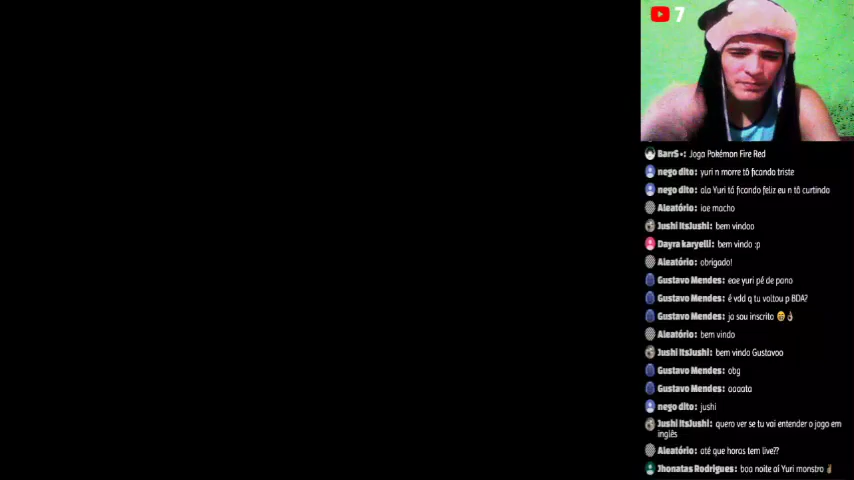 7
BarrS •: Joga Pokémon Fire Red
nego dito: yuri n morre tô ficando triste
nego dito: ala Yuri tá ficando feliz eu n tô curtindo
Aleatório: ioe macho
Jushi ItsJushi: bem vindoo
Dayra karyelli: bem vindo :p
Aleatório: obrigado!
Gustavo Mendes: eae yuri pé de pano
Gustavo Mendes: é vdd q tu voltou p BDA?
Gustavo Mendes: ja sou inscrito 😁👌
Aleatório: bem vindo
Jushi ItsJushi: bem vindo Gustavoo
Gustavo Mendes: obg
Gustavo Mendes: aaaata
nego dito: jushi
Jushi ItsJushi: quero ver se tu vai entender o jogo em
inglês
Aleatório: até que horas tem live??
Jhonatas Rodrigues: boa noite aí Yuri monstro ✌